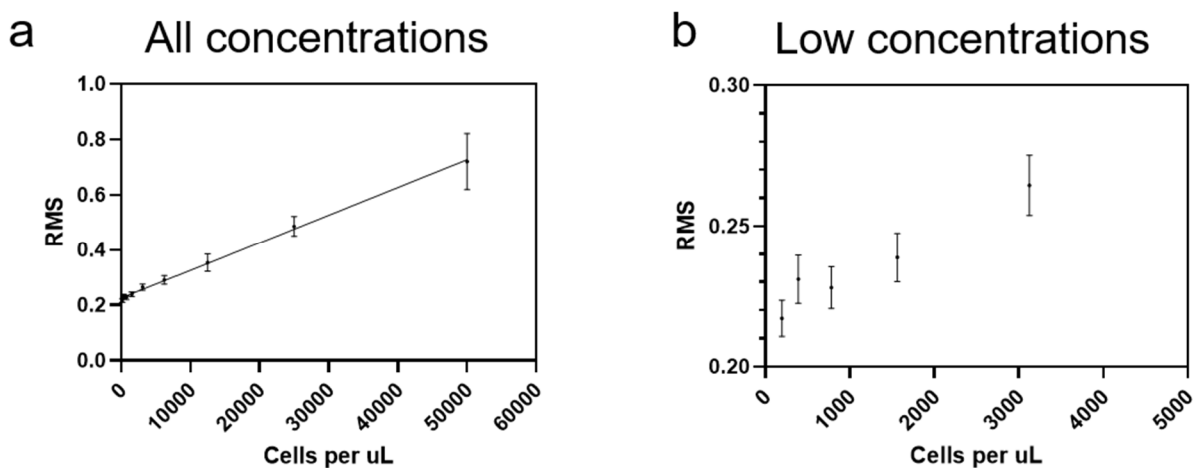 a
All concentrations
1.0
0.8
0.6
0.4
0.2
0.0
RMS
0
10000
20000
30000
40000
50000
60000
Cells per uL
b
Low concentrations
0.30
0.25
0.20
RMS
0
1000
2000
3000
4000
5000
Cells per uL